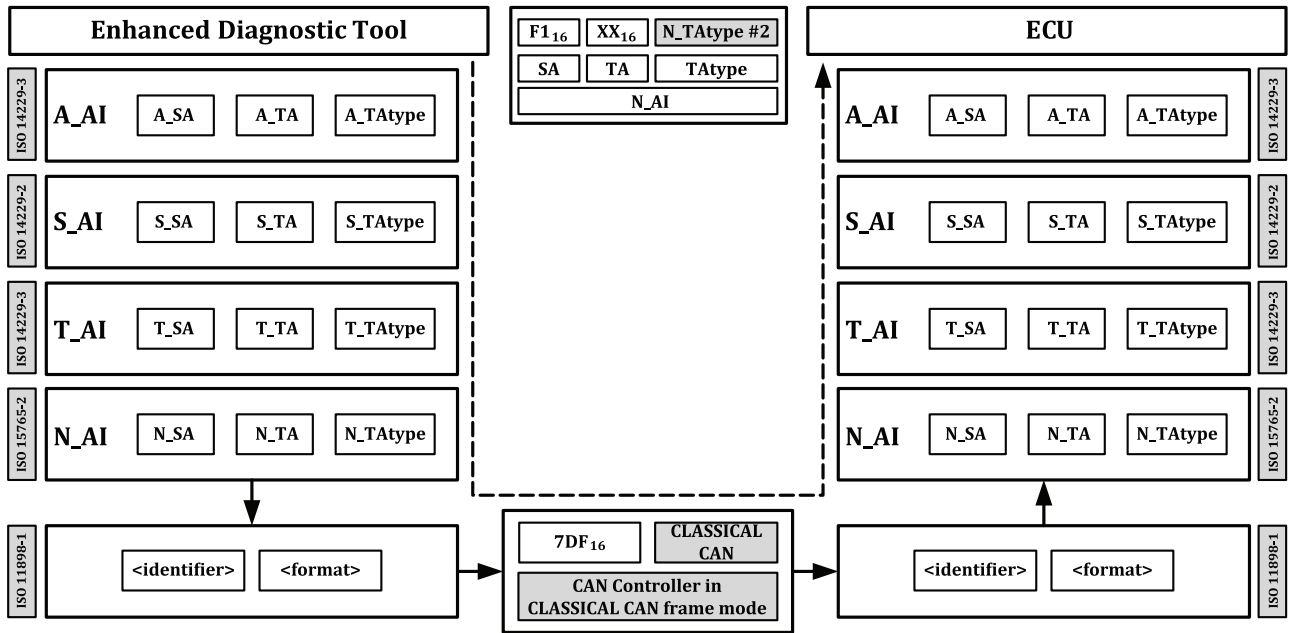 Enhanced Diagnostic Tool
F1₁₆ XX₁₆ N_TAtype #2
SA TA TAtype
N_AI
ECU
ISO 14229-3
A_AI A_SA A_TA A_TAtype
ISO 14229-2
S_AI S_SA S_TA S_TAtype
ISO 14229-3
T_AI T_SA T_TA T_TAtype
ISO 15765-2
N_AI N_SA N_TA N_TAtype
ISO 11898-1
<identifier> <format>
7DF₁₆
CLASSICAL
CAN
CAN Controller in
CLASSICAL CAN frame mode
A_AI A_SA A_TA A_TAtype
ISO 14229-3
S_AI S_SA S_TA S_TAtype
ISO 14229-2
T_AI T_SA T_TA T_TAtype
ISO 14229-3
N_AI N_SA N_TA N_TAtype
ISO 15765-2
<identifier> <format>
ISO 11898-1